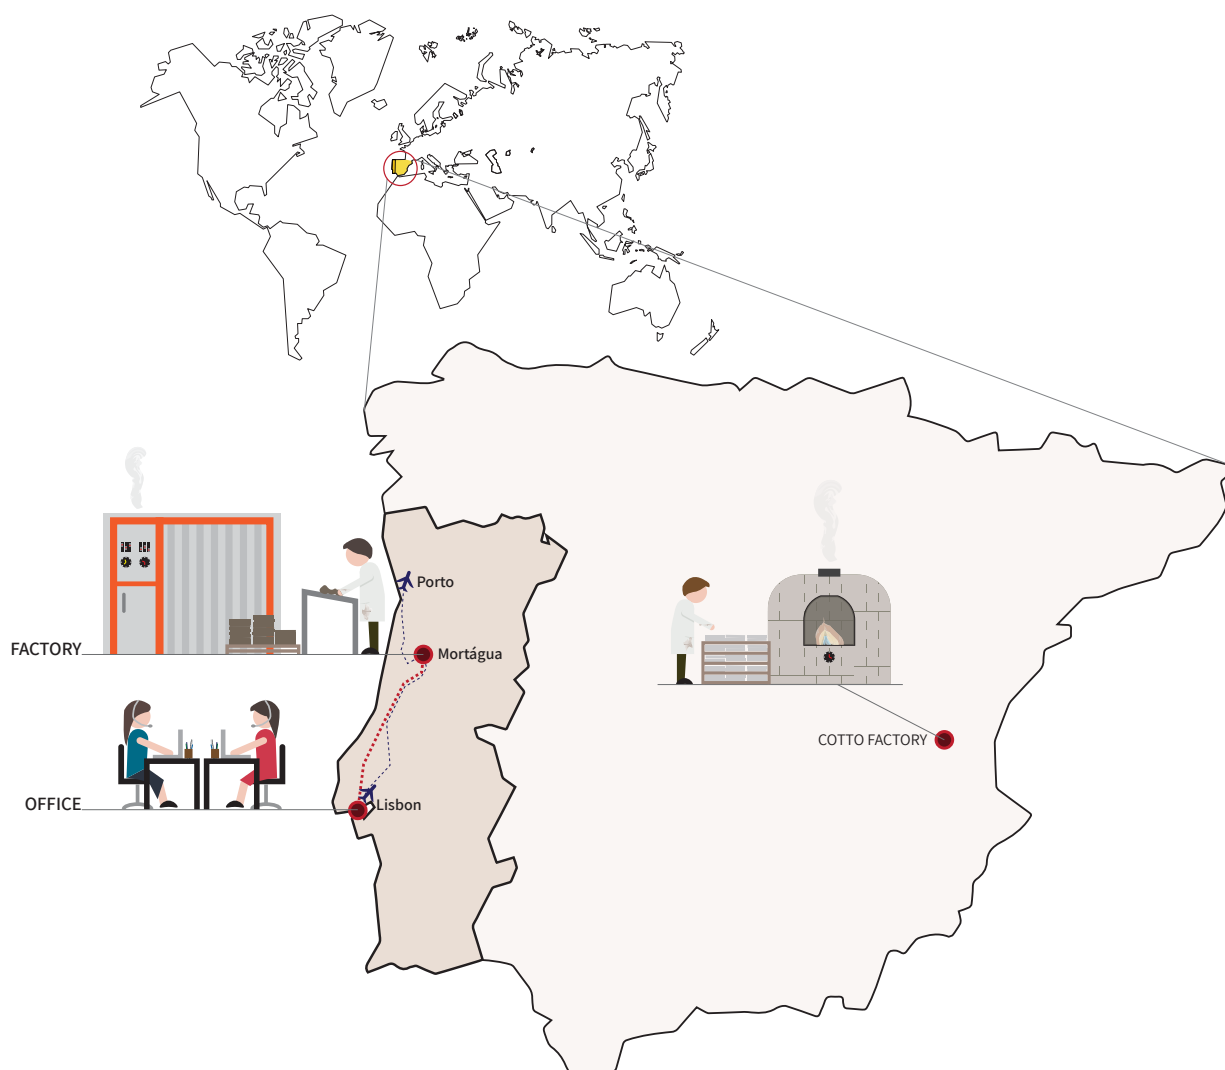 Porto
FACTORY
Mortágua
COTTO FACTORY
OFFICE
Lisbon